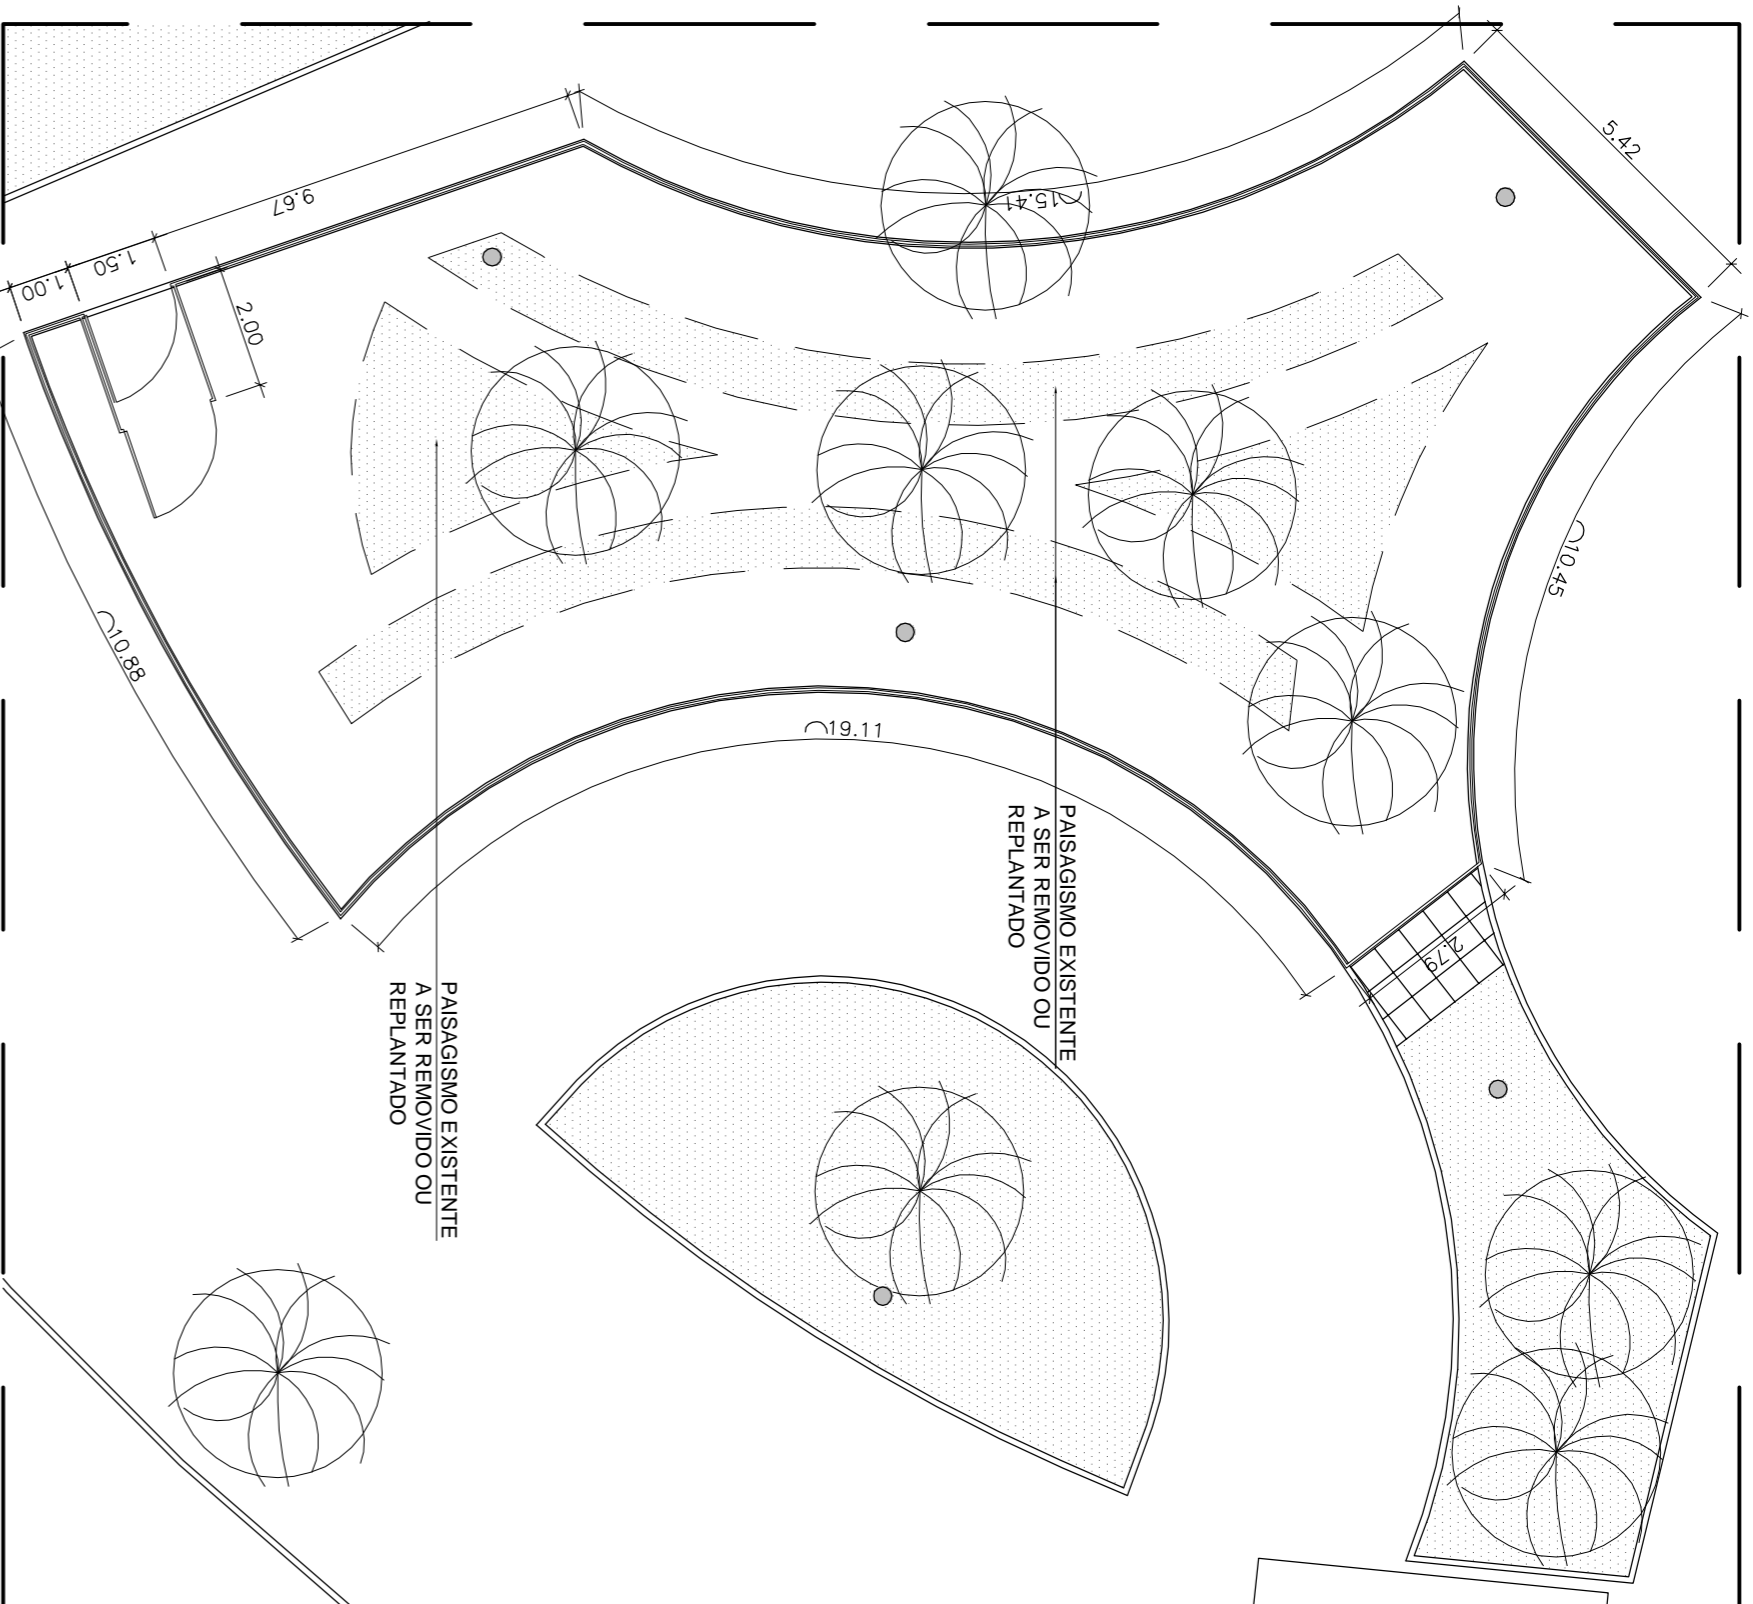 5.42
15.41
9.67
1.50
1.00
2.00
10.45
10.88
19.11
2.79
PAISAGISMO EXISTENTE
A SER REMOVIDO OU
REPLANTADO
PAISAGISMO EXISTENTE
A SER REMOVIDO OU
REPLANTADO